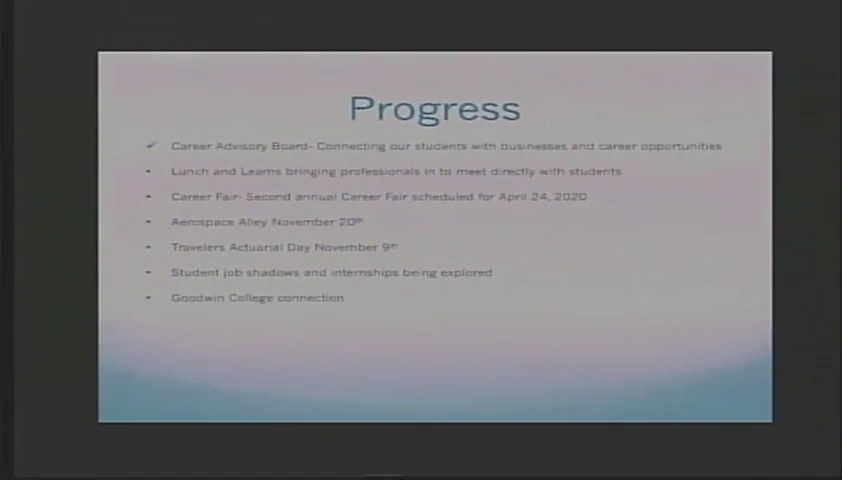 Progress
✓ Career Advisory Board- Connecting our students with businesses and career opportunities
• Lunch and Learns bringing professionals in to meet directly with students
• Career Fair- Second annual Career Fair scheduled for April 24, 2020
• Aerospace Alley November 20th
• Travelers Actuarial Day November 9th
• Student job shadows and internships being explored
• Goodwin College connection